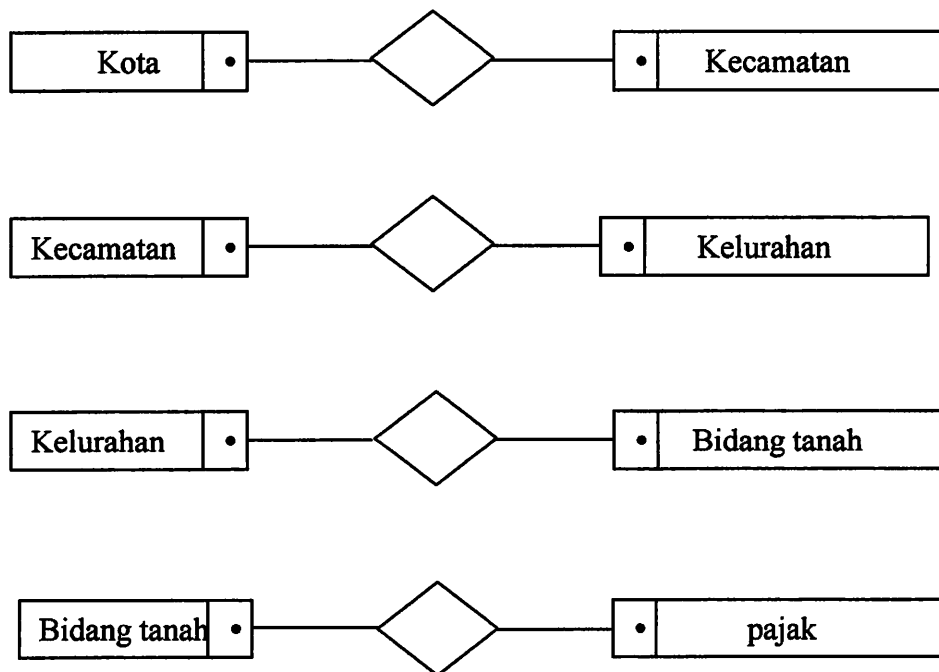 Kota Kecamatan
Kecamatan Kelurahan
Kelurahan Bidang tanah
Bidang tanah pajak